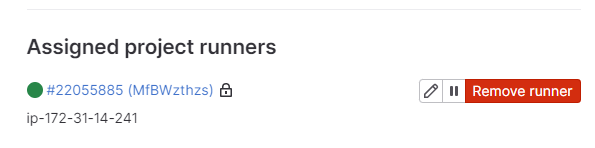 Assigned project runners
#22055885 (MfBWzthzs) Remove runner
ip-172-31-14-241